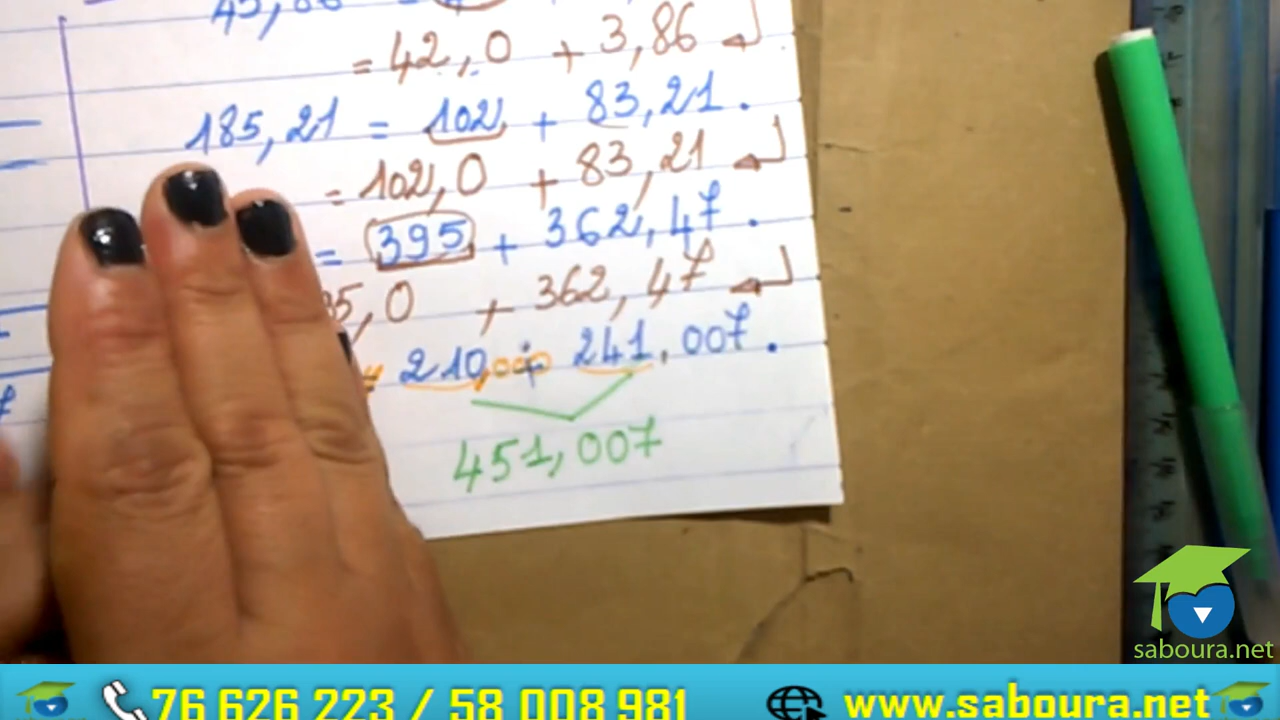 = 42,0 + 3,86
185,21 = 102 + 83,21.
= 102,0 + 83,21
= 395 + 362,47.
5,0 + 362,47
= 210,000 + 241,007.
451,007
saboura.net
76 626 223 / 58 008 981
www.saboura.net